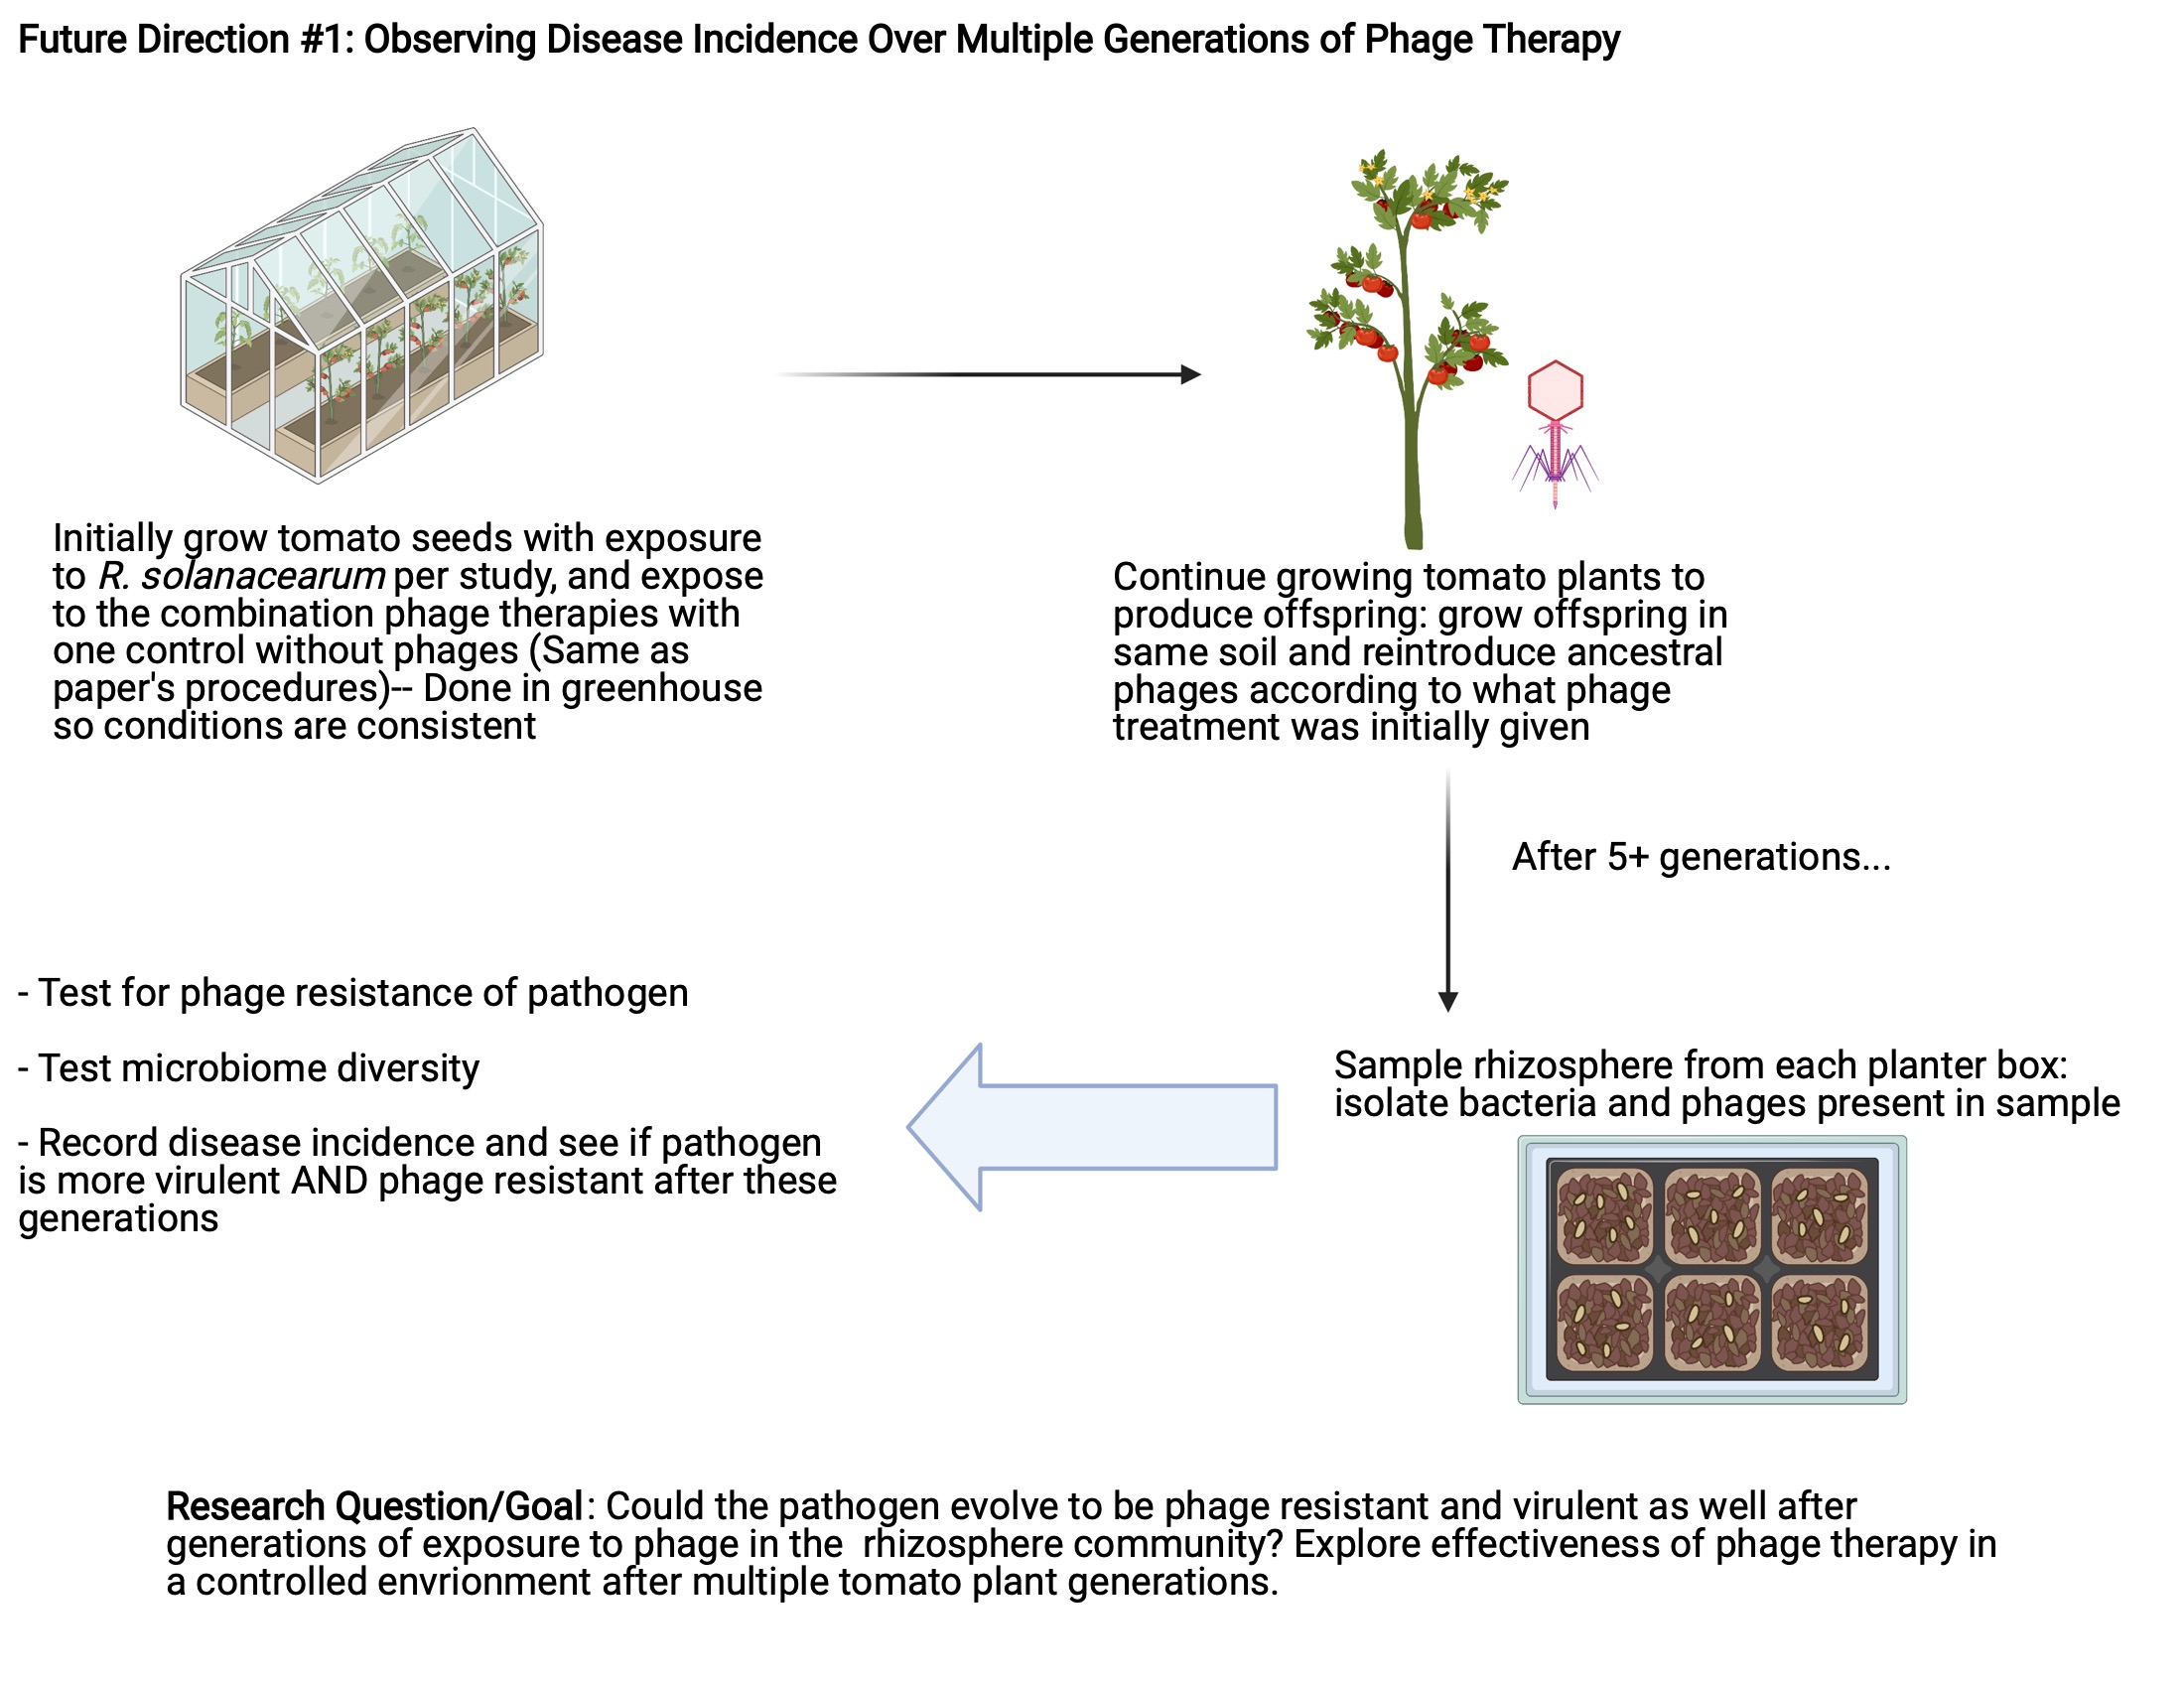 Future Direction #1: Observing Disease Incidence Over Multiple Generations of Phage Therapy
Initially grow tomato seeds with exposure
to R. solanacearum per study, and expose
to the combination phage therapies with
one control without phages (Same as
paper's procedures)-- Done in greenhouse
so conditions are consistent
Continue growing tomato plants to
produce offspring: grow offspring in
same soil and reintroduce ancestral
phages according to what phage
treatment was initially given
After 5+ generations...
Sample rhizosphere from each planter box:
isolate bacteria and phages present in sample
- Test for phage resistance of pathogen
- Test microbiome diversity
- Record disease incidence and see if pathogen
is more virulent AND phage resistant after these
generations
Research Question/Goal: Could the pathogen evolve to be phage resistant and virulent as well after
generations of exposure to phage in the  rhizosphere community? Explore effectiveness of phage therapy in
a controlled envrionment after multiple tomato plant generations.